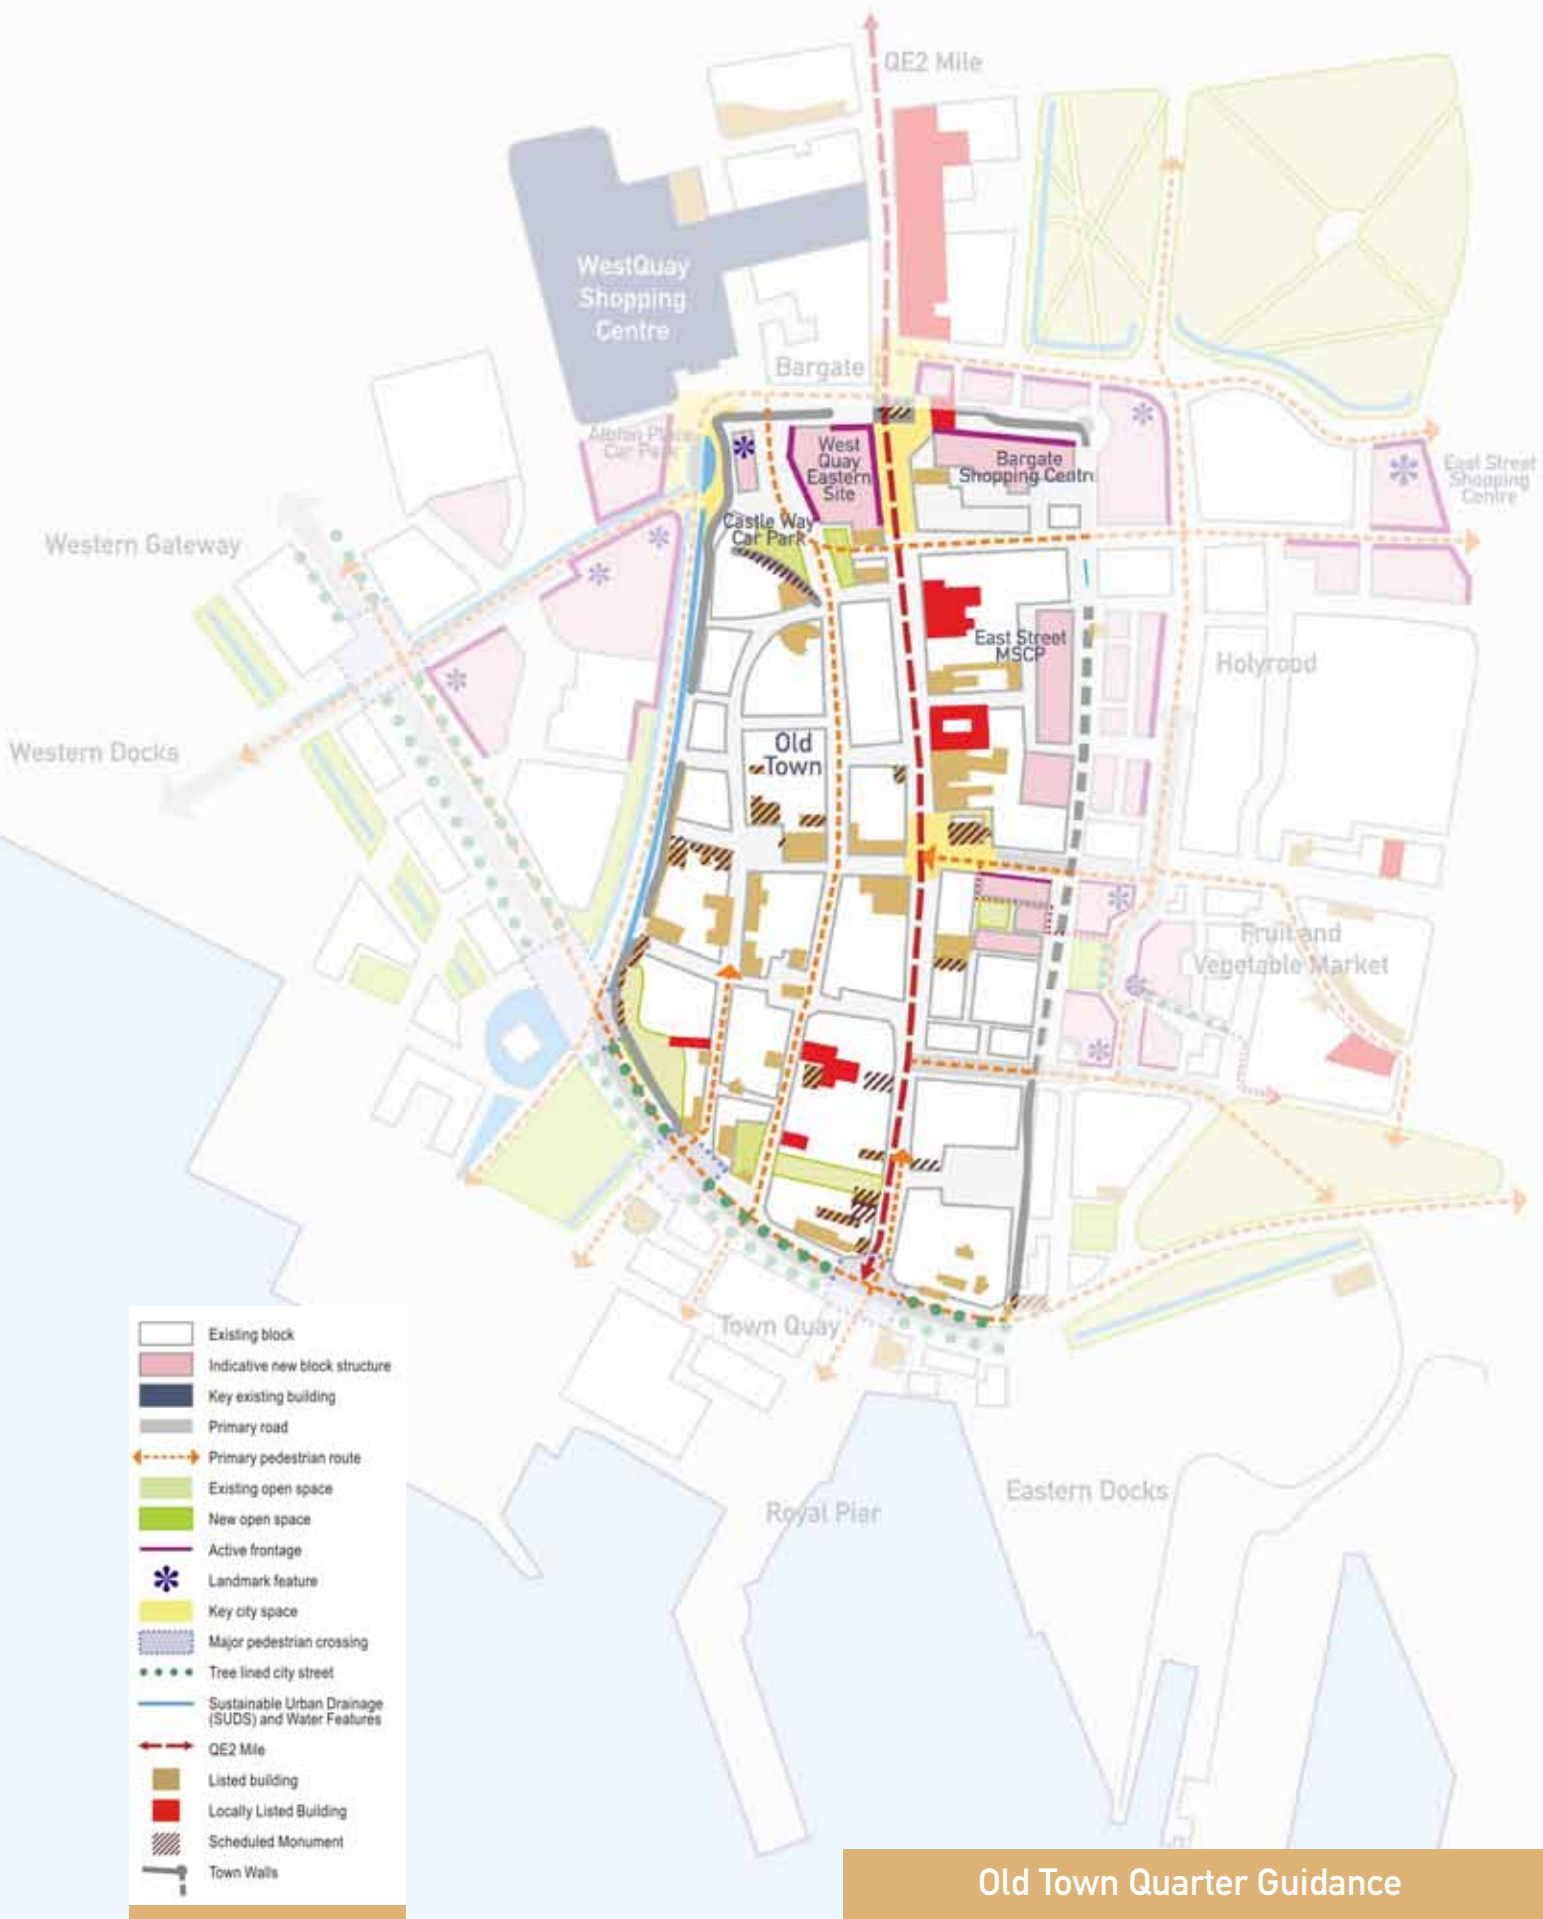 QE2 Mile
WestQuay
Shopping
Centre
Bargate
Albion Place
Car Park
West
Quay
Eastern
Site
Bargate
Shopping Centr
East Street
Shopping
Centre
Castle Way
Car Park
Western Gateway
East Street
MSCP
Holyrood
Western Docks
Old
Town
Fruit and
Vegetable Market
Town Quay
Royal Pier
Eastern Docks
Existing block
Indicative new block structure
Key existing building
Primary road
Primary pedestrian route
Existing open space
New open space
Active frontage
Landmark feature
Key city space
Major pedestrian crossing
Tree lined city street
Sustainable Urban Drainage
(SUDS) and Water Features
QE2 Mile
Listed building
Locally Listed Building
Scheduled Monument
Town Walls
Old Town Quarter Guidance